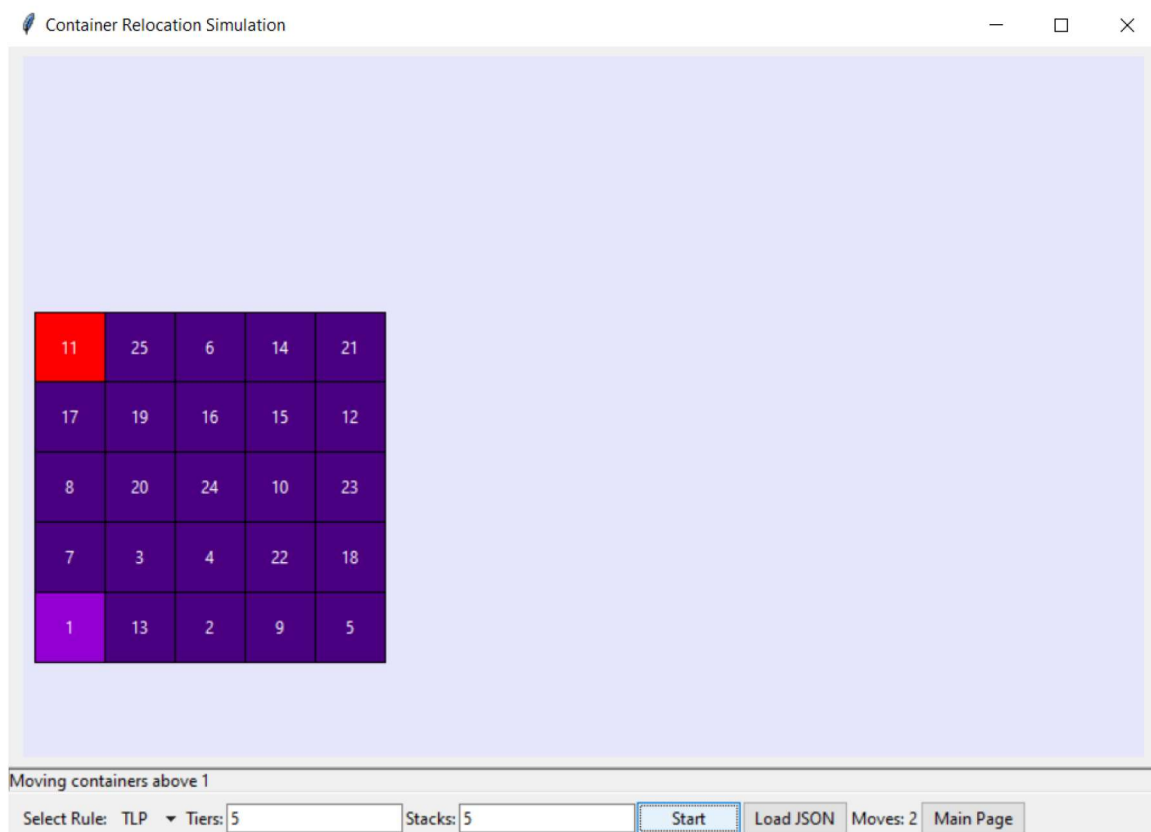 Container Relocation Simulation
11 25 6 14 21
17 19 16 15 12
8 20 24 10 23
7 3 4 22 18
1 13 2 9 5
Moving containers above 1
Select Rule: TLP Tiers: 5 Stacks: 5 Start Load JSON Moves: 2 Main Page